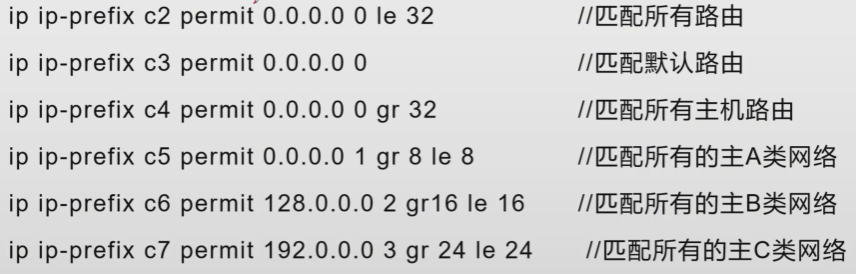 ip ip-prefix c2 permit 0.0.0.0 0 le 32 //匹配所有路由
ip ip-prefix c3 permit 0.0.0.0 0 //匹配默认路由
ip ip-prefix c4 permit 0.0.0.0 0 gr 32 //匹配所有主机路由
ip ip-prefix c5 permit 0.0.0.0 1 gr 8 le 8 //匹配所有的主A类网络
ip ip-prefix c6 permit 128.0.0.0 2 gr16 le 16 //匹配所有的主B类网络
ip ip-prefix c7 permit 192.0.0.0 3 gr 24 le 24 //匹配所有的主C类网络